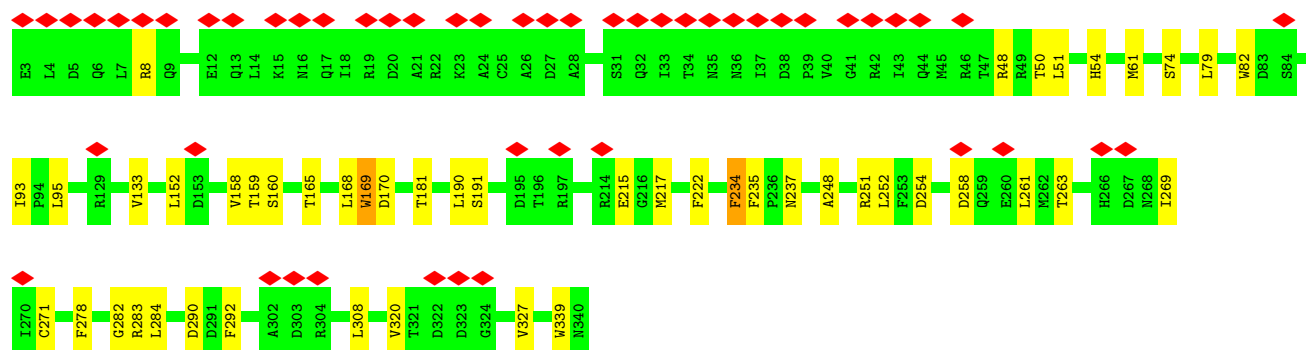 E3 L4 D5 Q6 L7 R8 Q9 E12 Q13 L14 K15 N16 Q17 I18 R19 D20 A21 R22 K23 A24 C25 A26 D27 A28 S31 Q32 I33 T34 N35 N36 I37 D38 P39 V40 G41 R42 I43 Q44 M45 R46 T47 R48 R49 T50 L51 H54 M61 S74 L79 W82 D83 S84
I93 P94 L95 R129 V133 L152 D153 V158 T159 S160 T165 L168 W169 D170 T181 L190 S191 D195 T196 R197 R214 E215 G216 M217 F222 F234 F235 P236 N237 A248 R251 L252 F253 D254 D258 Q259 E260 L261 M262 T263 H266 D267 N268 I269
I270 C271 F278 G282 R283 L284 D290 D291 F292 A302 D303 R304 L308 V320 T321 D322 D323 G324 V327 W339 N340